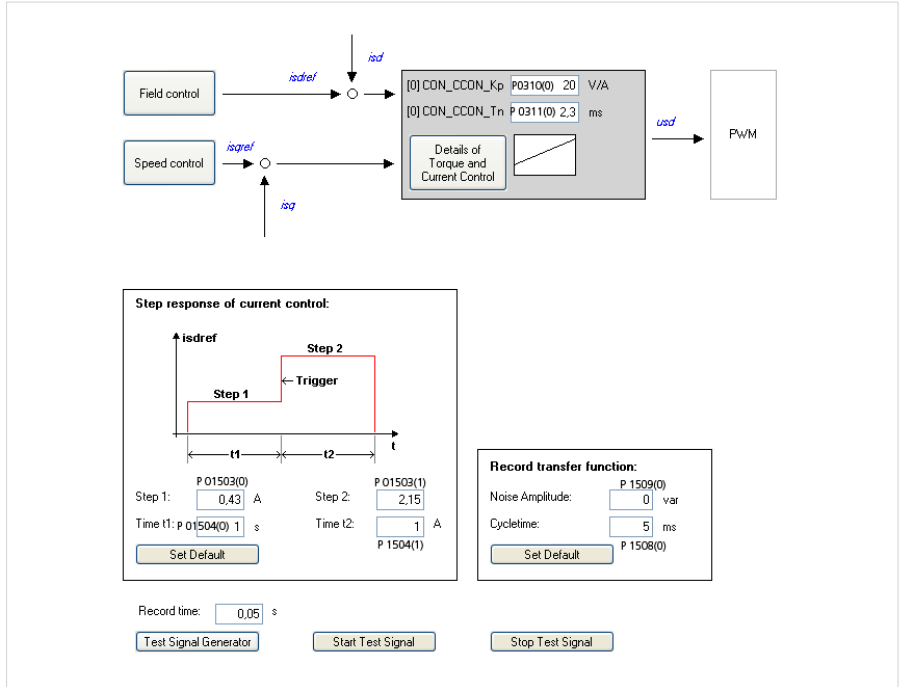 isd
isdref
Field control
[0] CON_CCON_Kp P0310(0) 20 V/A
[0] CON_CCON_Tn P 0311(0) 2,3 ms
usd
PWM
isqref
Speed control
Details of
Torque and
Current Control
isq
Step response of current control:
isdref
Step 2
Trigger
Step 1
t
t1
t2
P 01503(0)
P 01503(1)
Step 1: 0,43 A
Step 2: 2,15
Time t1: P 01504(0) 1 s
Time t2: 1 A
P 1504(1)
Set Default
Record transfer function:
P 1509(0)
Noise Amplitude: 0 var
Cycletime: 5 ms
P 1508(0)
Set Default
Record time: 0,05 s
Test Signal Generator
Start Test Signal
Stop Test Signal